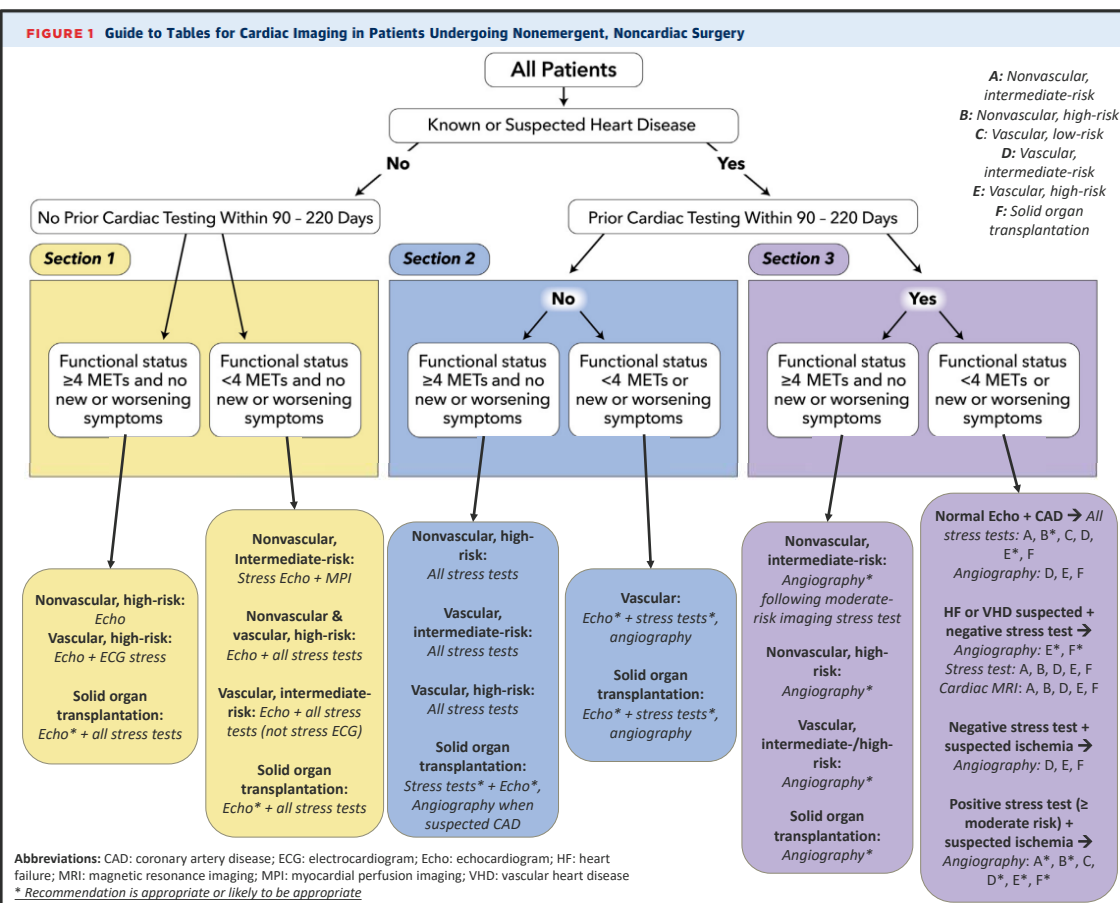 FIGURE 1 Guide to Tables for Cardiac Imaging in Patients Undergoing Nonemergent, Noncardiac Surgery
All Patients
A: Nonvascular,
intermediate-risk
B: Nonvascular, high-risk
C: Vascular, low-risk
D: Vascular,
intermediate-risk
E: Vascular, high-risk
F: Solid organ
transplantation
Known or Suspected Heart Disease
No
Yes
No Prior Cardiac Testing Within 90 – 220 Days
Prior Cardiac Testing Within 90 – 220 Days
Section 1
Functional status
≥4 METs and no
new or worsening
symptoms
Functional status
<4 METs and no
new or worsening
symptoms
Nonvascular, high-risk:
Echo
Vascular, high-risk:
Echo + ECG stress
Solid organ
transplantation:
Echo* + all stress tests
Nonvascular,
Intermediate-risk:
Stress Echo + MPI
Nonvascular &
vascular, high-risk:
Echo + all stress tests
Vascular, intermediate-
risk: Echo + all stress
tests (not stress ECG)
Solid organ
transplantation:
Echo* + all stress tests
Section 2
No
Functional status
≥4 METs and no
new or worsening
symptoms
Functional status
<4 METs or
new or worsening
symptoms
Nonvascular, high-
risk:
All stress tests
Vascular,
intermediate-risk:
All stress tests
Vascular, high-risk:
All stress tests
Solid organ
transplantation:
Stress tests* + Echo*,
Angiography when
suspected CAD
Vascular:
Echo* + stress tests*,
angiography
Solid organ
transplantation:
Echo* + stress tests*,
angiography
Section 3
Yes
Functional status
≥4 METs and no
new or worsening
symptoms
Functional status
<4 METs or
new or worsening
symptoms
Nonvascular,
intermediate-risk:
Angiography*
following moderate-
risk imaging stress test
Nonvascular, high-
risk:
Angiography*
Vascular,
intermediate-/high-
risk:
Angiography*
Solid organ
transplantation:
Angiography*
Normal Echo + CAD → All
stress tests: A, B*, C, D,
E*, F
Angiography: D, E, F
HF or VHD suspected +
negative stress test →
Angiography: E*, F*
Stress test: A, B, D, E, F
Cardiac MRI: A, B, D, E, F
Negative stress test +
suspected ischemia →
Angiography: D, E, F
Positive stress test (≥
moderate risk) +
suspected ischemia →
Angiography: A*, B*, C,
D*, E*, F*
Abbreviations: CAD: coronary artery disease; ECG: electrocardiogram; Echo: echocardiogram; HF: heart
failure; MRI: magnetic resonance imaging; MPI: myocardial perfusion imaging; VHD: vascular heart disease
* Recommendation is appropriate or likely to be appropriate